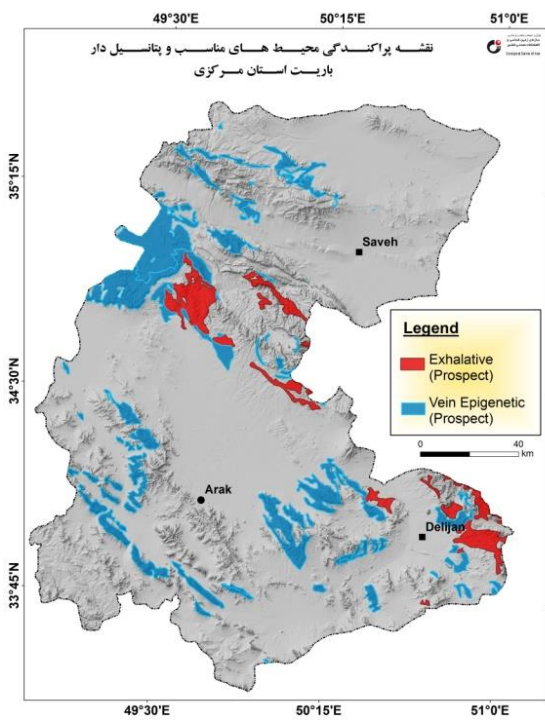 49°30'E 50°15'E 51°0'E
نقشه پراکندگی محیط های مناسب و پتانسیل دار
باریت استان مرکزی
35°15'N
Saveh
Legend
Exhalative
(Prospect)
34°30'N
Vein Epigenetic
(Prospect)
0 40
km
Arak
Delijan
33°45'N
49°30'E 50°15'E 51°0'E